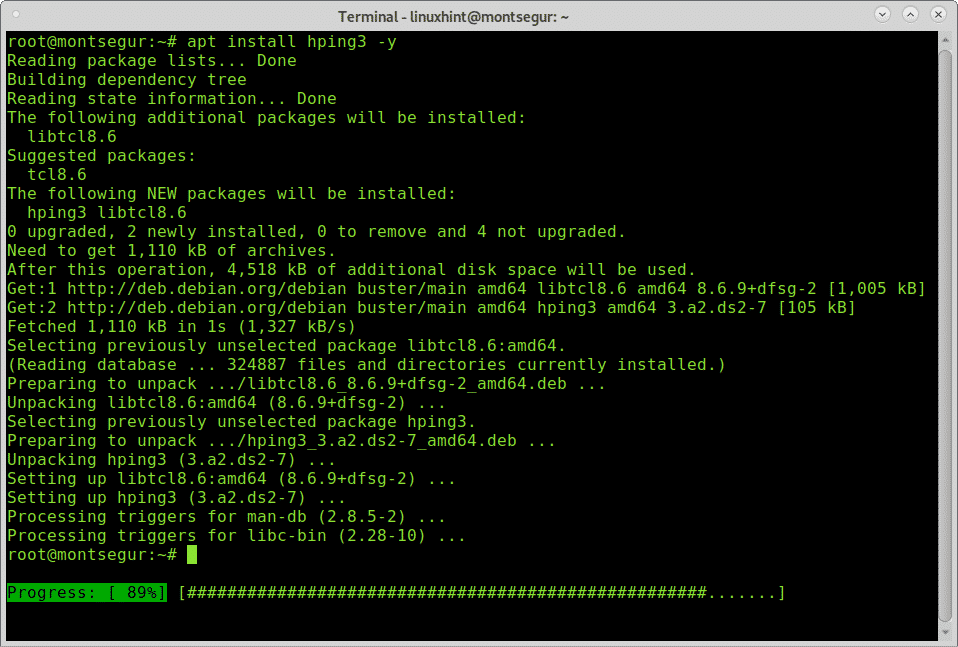 Terminal - linuxhint@montsegur: ~
root@montsegur:~# apt install hping3 -y
Reading package lists... Done
Building dependency tree
Reading state information... Done
The following additional packages will be installed:
  libtcl8.6
Suggested packages:
  tcl8.6
The following NEW packages will be installed:
  hping3 libtcl8.6
0 upgraded, 2 newly installed, 0 to remove and 4 not upgraded.
Need to get 1,110 kB of archives.
After this operation, 4,518 kB of additional disk space will be used.
Get:1 http://deb.debian.org/debian buster/main amd64 libtcl8.6 amd64 8.6.9+dfsg-2 [1,005 kB]
Get:2 http://deb.debian.org/debian buster/main amd64 hping3 amd64 3.a2.ds2-7 [105 kB]
Fetched 1,110 kB in 1s (1,327 kB/s)
Selecting previously unselected package libtcl8.6:amd64.
(Reading database ... 324887 files and directories currently installed.)
Preparing to unpack .../libtcl8.6_8.6.9+dfsg-2_amd64.deb ...
Unpacking libtcl8.6:amd64 (8.6.9+dfsg-2) ...
Selecting previously unselected package hping3.
Preparing to unpack .../hping3_3.a2.ds2-7_amd64.deb ...
Unpacking hping3 (3.a2.ds2-7) ...
Setting up libtcl8.6:amd64 (8.6.9+dfsg-2) ...
Setting up hping3 (3.a2.ds2-7) ...
Processing triggers for man-db (2.8.5-2) ...
Processing triggers for libc-bin (2.28-10) ...
root@montsegur:~#
Progress: [ 89%] [####################################################.......]